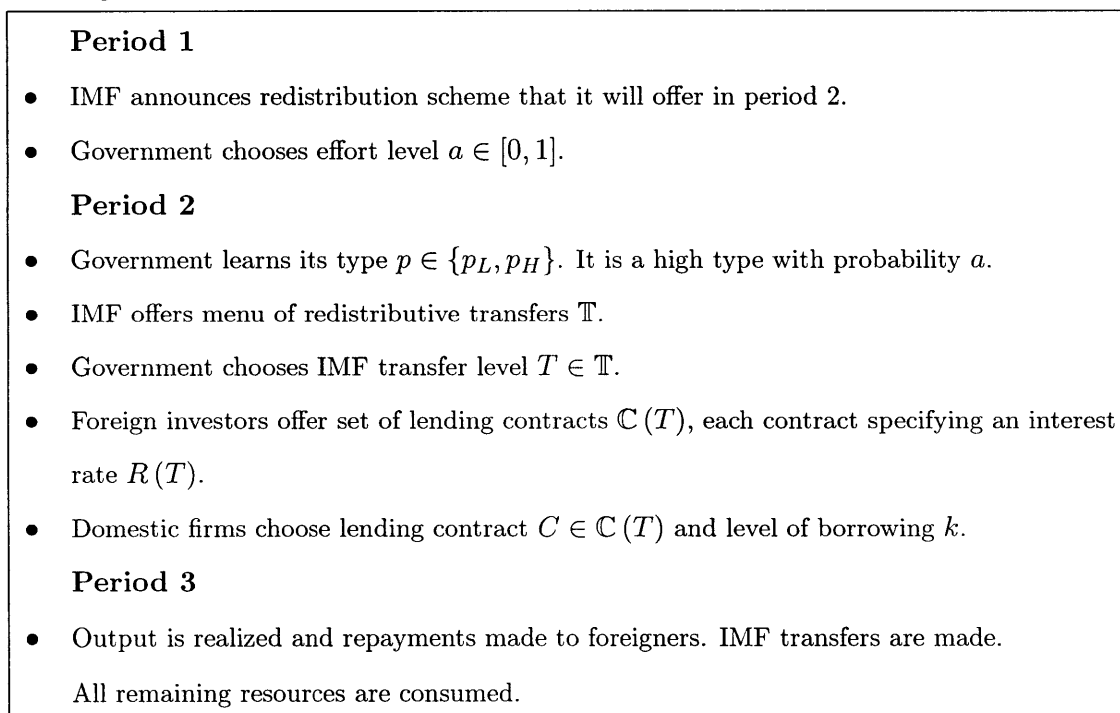 Period 1
• IMF announces redistribution scheme that it will offer in period 2.
• Government chooses effort level a ∈ [0, 1].
Period 2
• Government learns its type p ∈ {p_L, p_H}. It is a high type with probability a.
• IMF offers menu of redistributive transfers 𝕋.
• Government chooses IMF transfer level T ∈ 𝕋.
• Foreign investors offer set of lending contracts ℂ (T), each contract specifying an interest
rate R (T).
• Domestic firms choose lending contract C ∈ ℂ (T) and level of borrowing k.
Period 3
• Output is realized and repayments made to foreigners. IMF transfers are made.
All remaining resources are consumed.